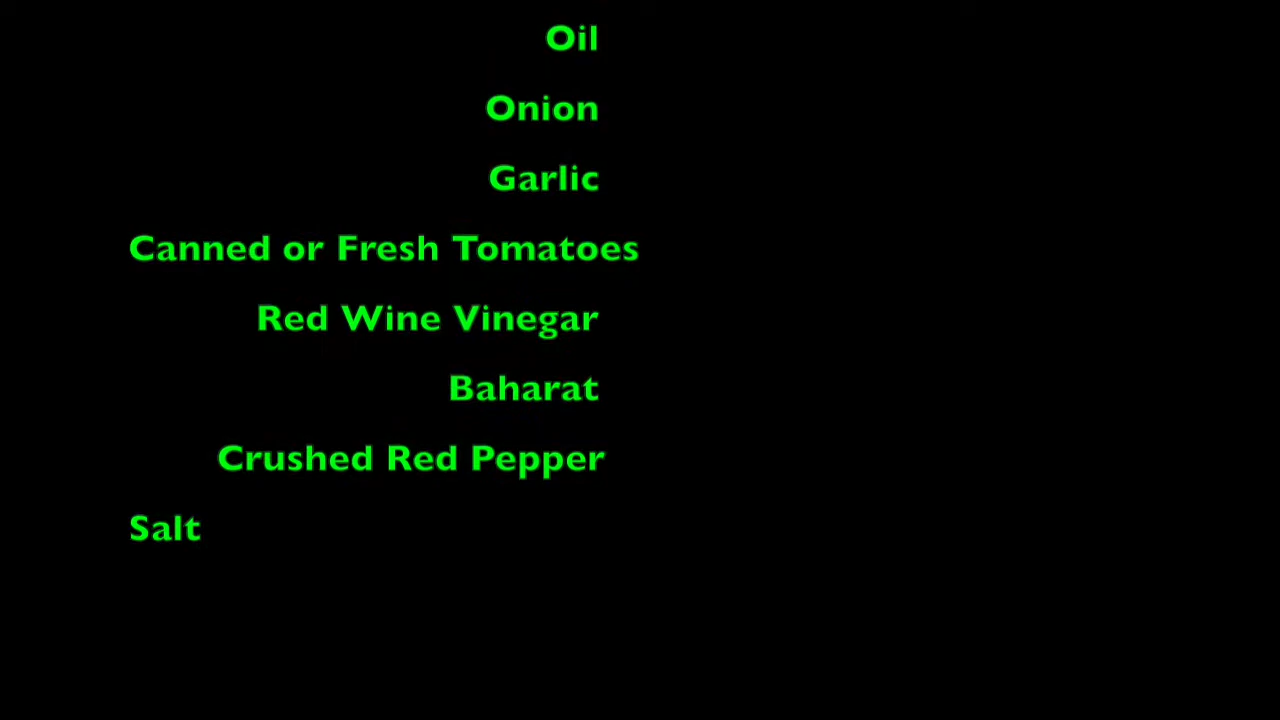 Oil
Onion
Garlic
Canned or Fresh Tomatoes
Red Wine Vinegar
Baharat
Crushed Red Pepper
Salt